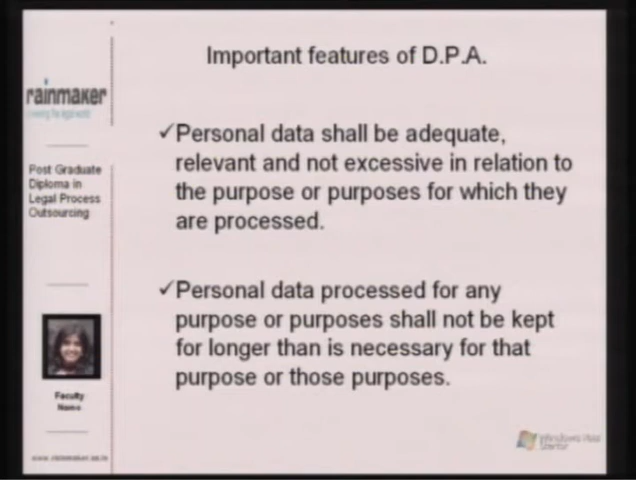 Important features of D.P.A.
rainmaker
Post Graduate
Diploma in
Legal Process
Outsourcing
✓Personal data shall be adequate,
relevant and not excessive in relation to
the purpose or purposes for which they
are processed.
✓Personal data processed for any
purpose or purposes shall not be kept
for longer than is necessary for that
purpose or those purposes.
Faculty
Name